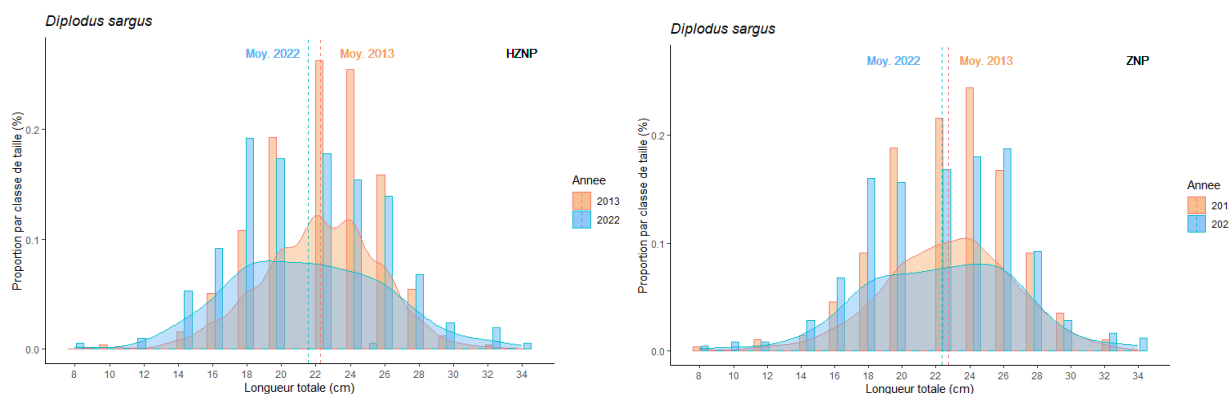 Diplodus sargus
Moy. 2022
Moy. 2013
HZNP
Proportion par classe de taille (%)
0.2
0.1
0.0
8 10 12 14 16 18 20 22 24 26 28 30 32 34
Longueur totale (cm)
Annee
2013
2022
Diplodus sargus
Moy. 2022
Moy. 2013
ZNP
Proportion par classe de taille (%)
0.2
0.1
0.0
8 10 12 14 16 18 20 22 24 26 28 30 32 34
Longueur totale (cm)
Annee
201
202